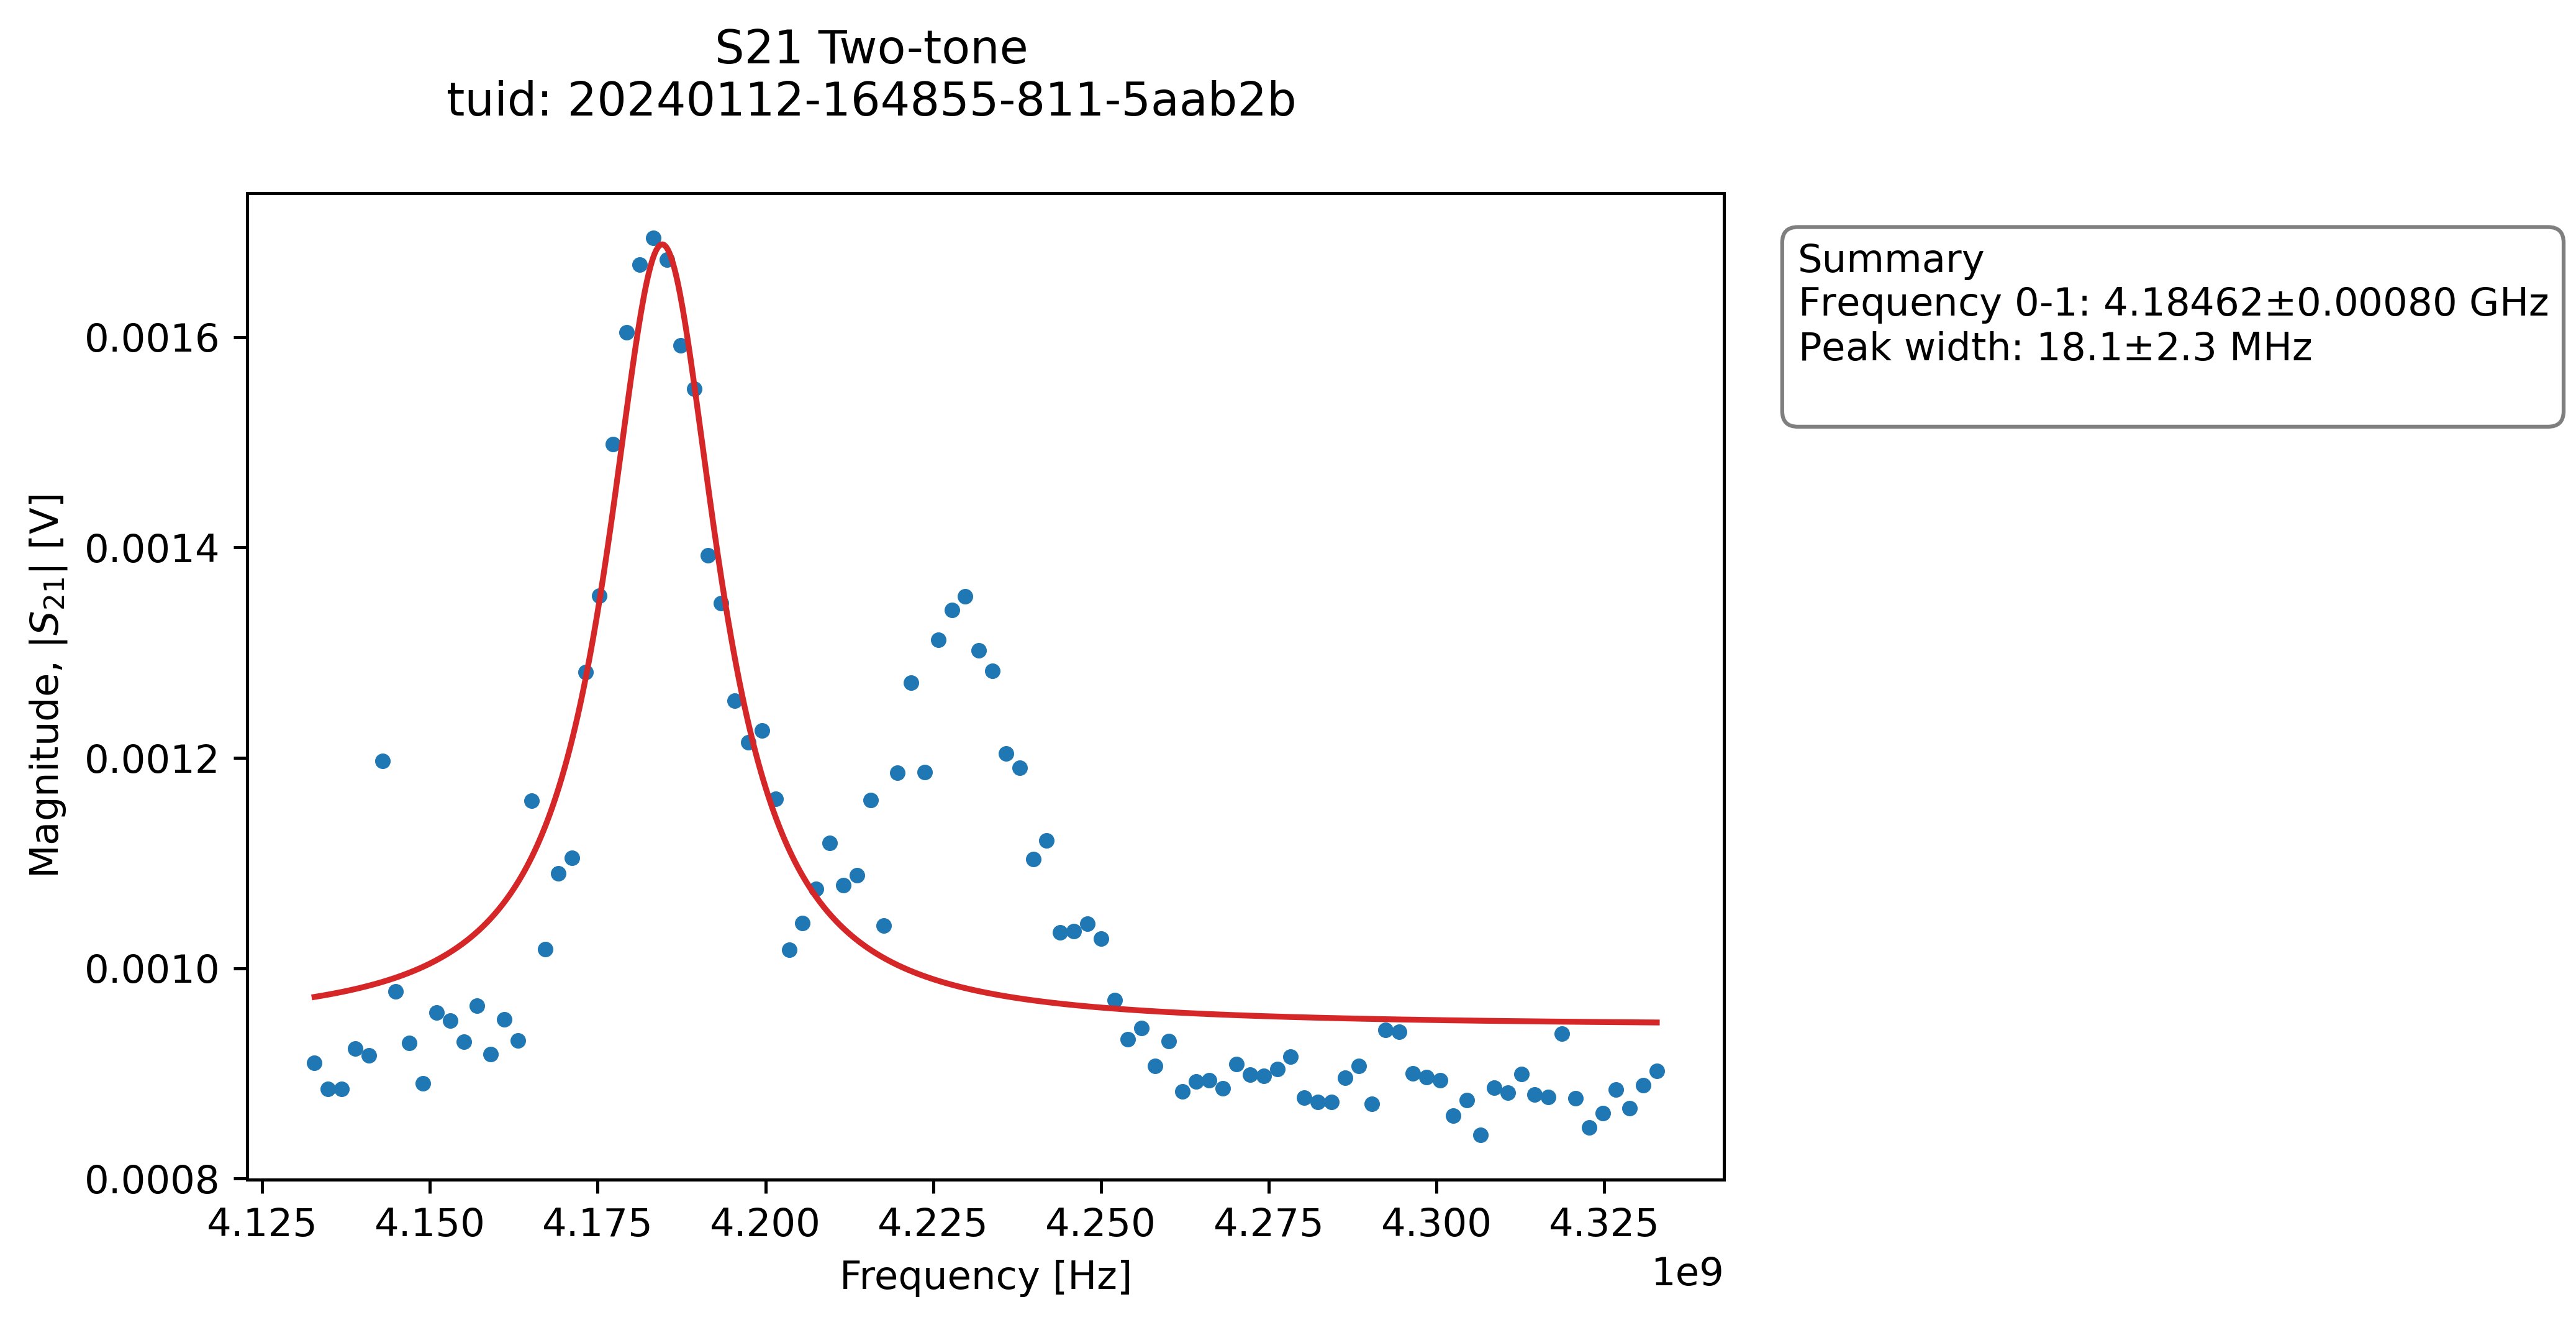 S21 Two-tone
tuid: 20240112-164855-811-5aab2b
Summary
Frequency 0-1: 4.18462±0.00080 GHz
Peak width: 18.1±2.3 MHz
Magnitude, |S21| [V]
0.0016
0.0014
0.0012
0.0010
0.0008
4.125 4.150 4.175 4.200 4.225 4.250 4.275 4.300 4.325
1e9
Frequency [Hz]